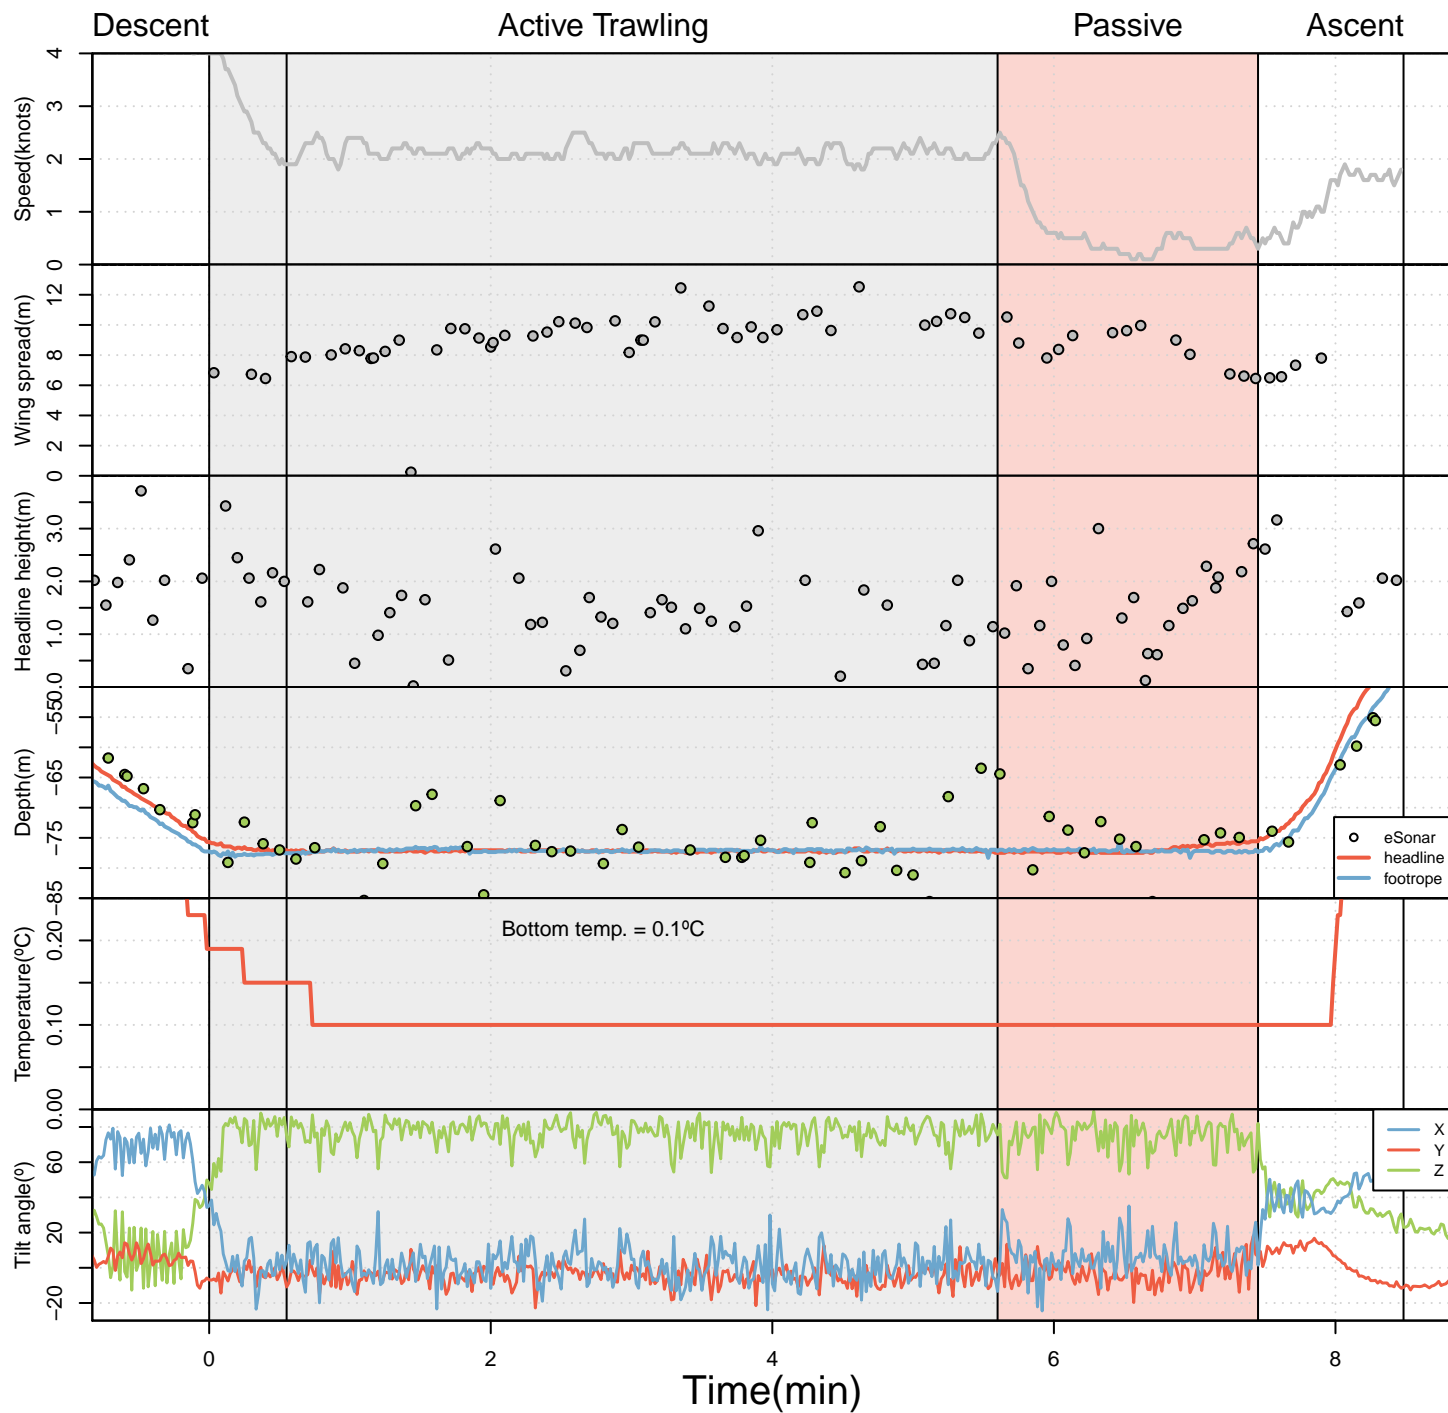 Descent Active Trawling Passive Ascent
Speed(knots)
4
3
2
1
0
Wing spread(m)
12
8
6
4
2
0
Headline height(m)
3.0
2.0
1.0
0.0
Depth(m)
−55
−65
−75
−85
eSonar
headline
footrope
Temperature(ºC)
0.20
0.10
0.00
Bottom temp. = 0.1ºC
Tilt angle(º)
60
20
−20
X
Y
Z
0 2 4 6 8
Time(min)